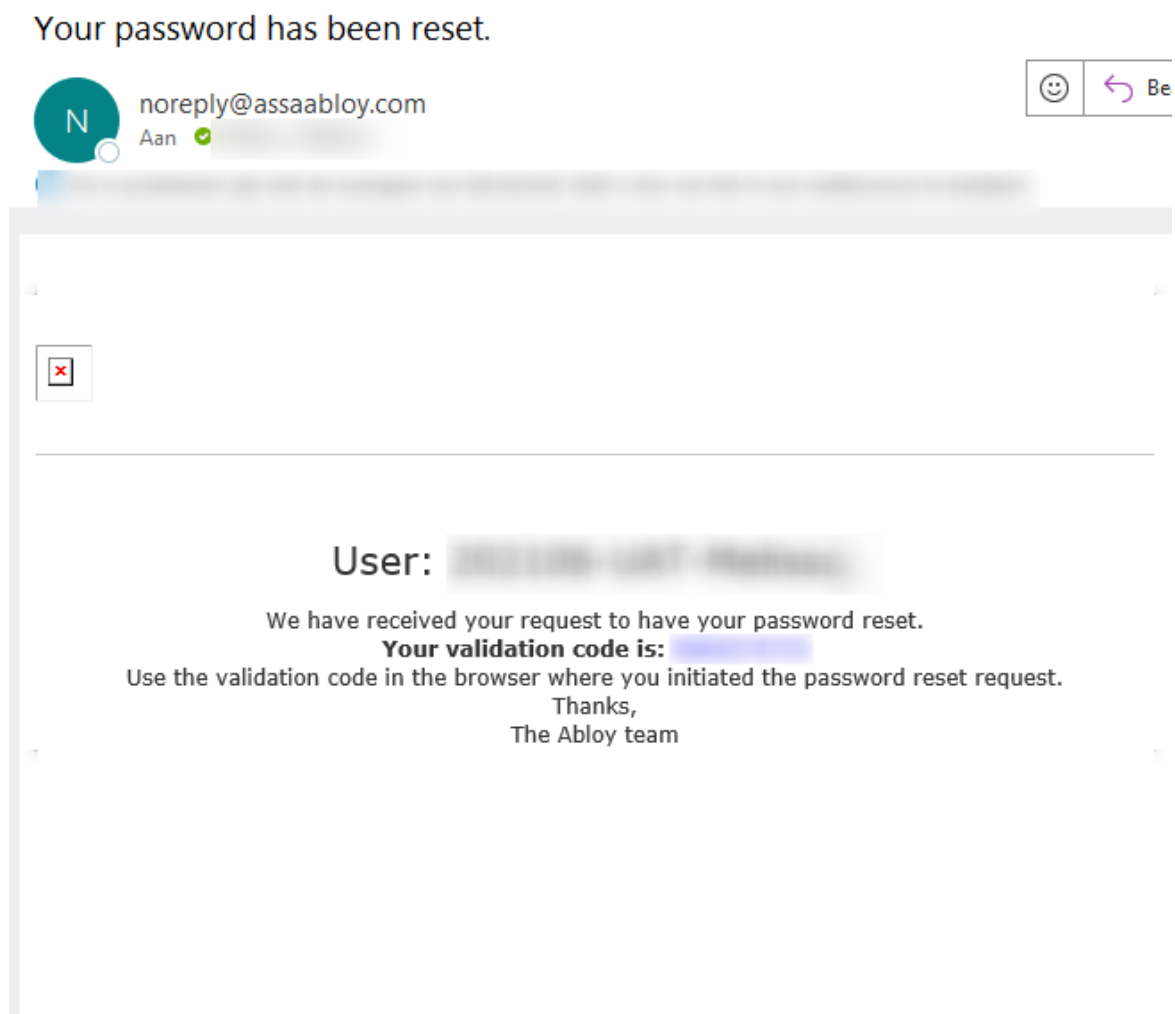 Your password has been reset.
N
noreply@assaabloy.com
Aan
User:
We have received your request to have your password reset.
Your validation code is:
Use the validation code in the browser where you initiated the password reset request.
Thanks,
The Abloy team